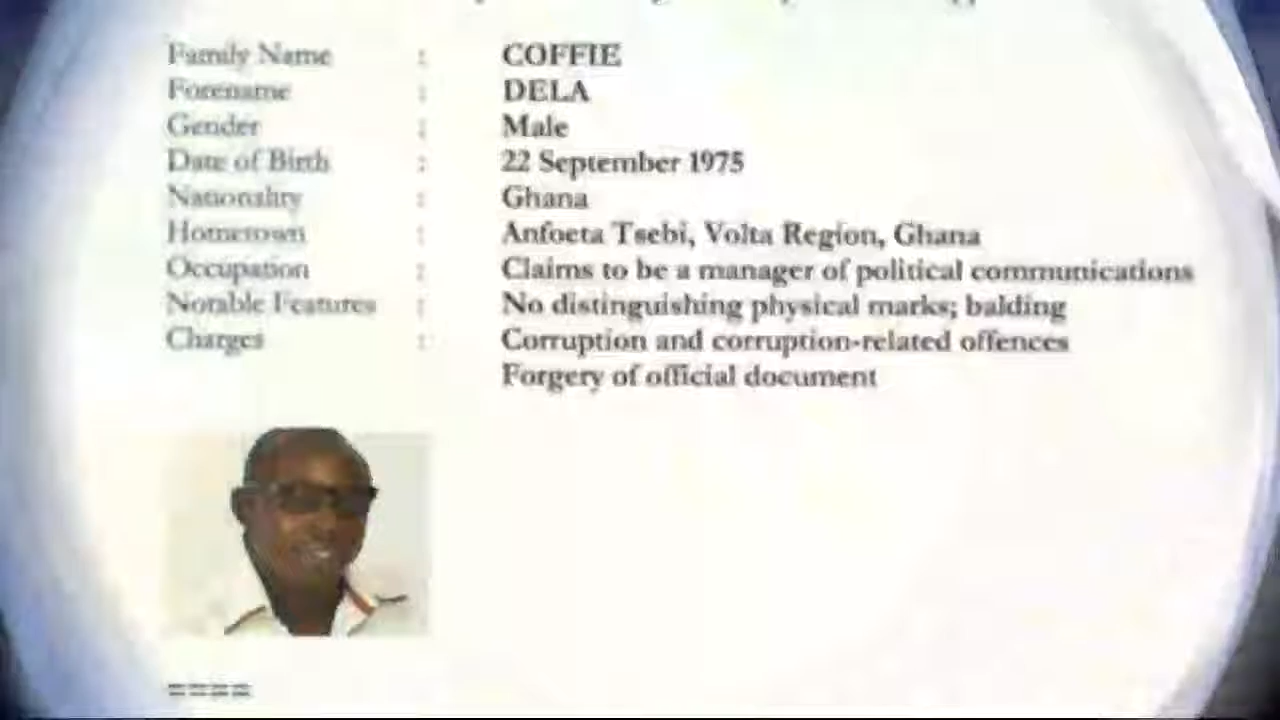 Family Name : COFFIE
Forename : DELA
Gender : Male
Date of Birth : 22 September 1975
Nationality : Ghana
Hometown : Anfoeta Tsebi, Volta Region, Ghana
Occupation : Claims to be a manager of political communications
Notable Features : No distinguishing physical marks; balding
Charges : Corruption and corruption-related offences
Forgery of official document
====